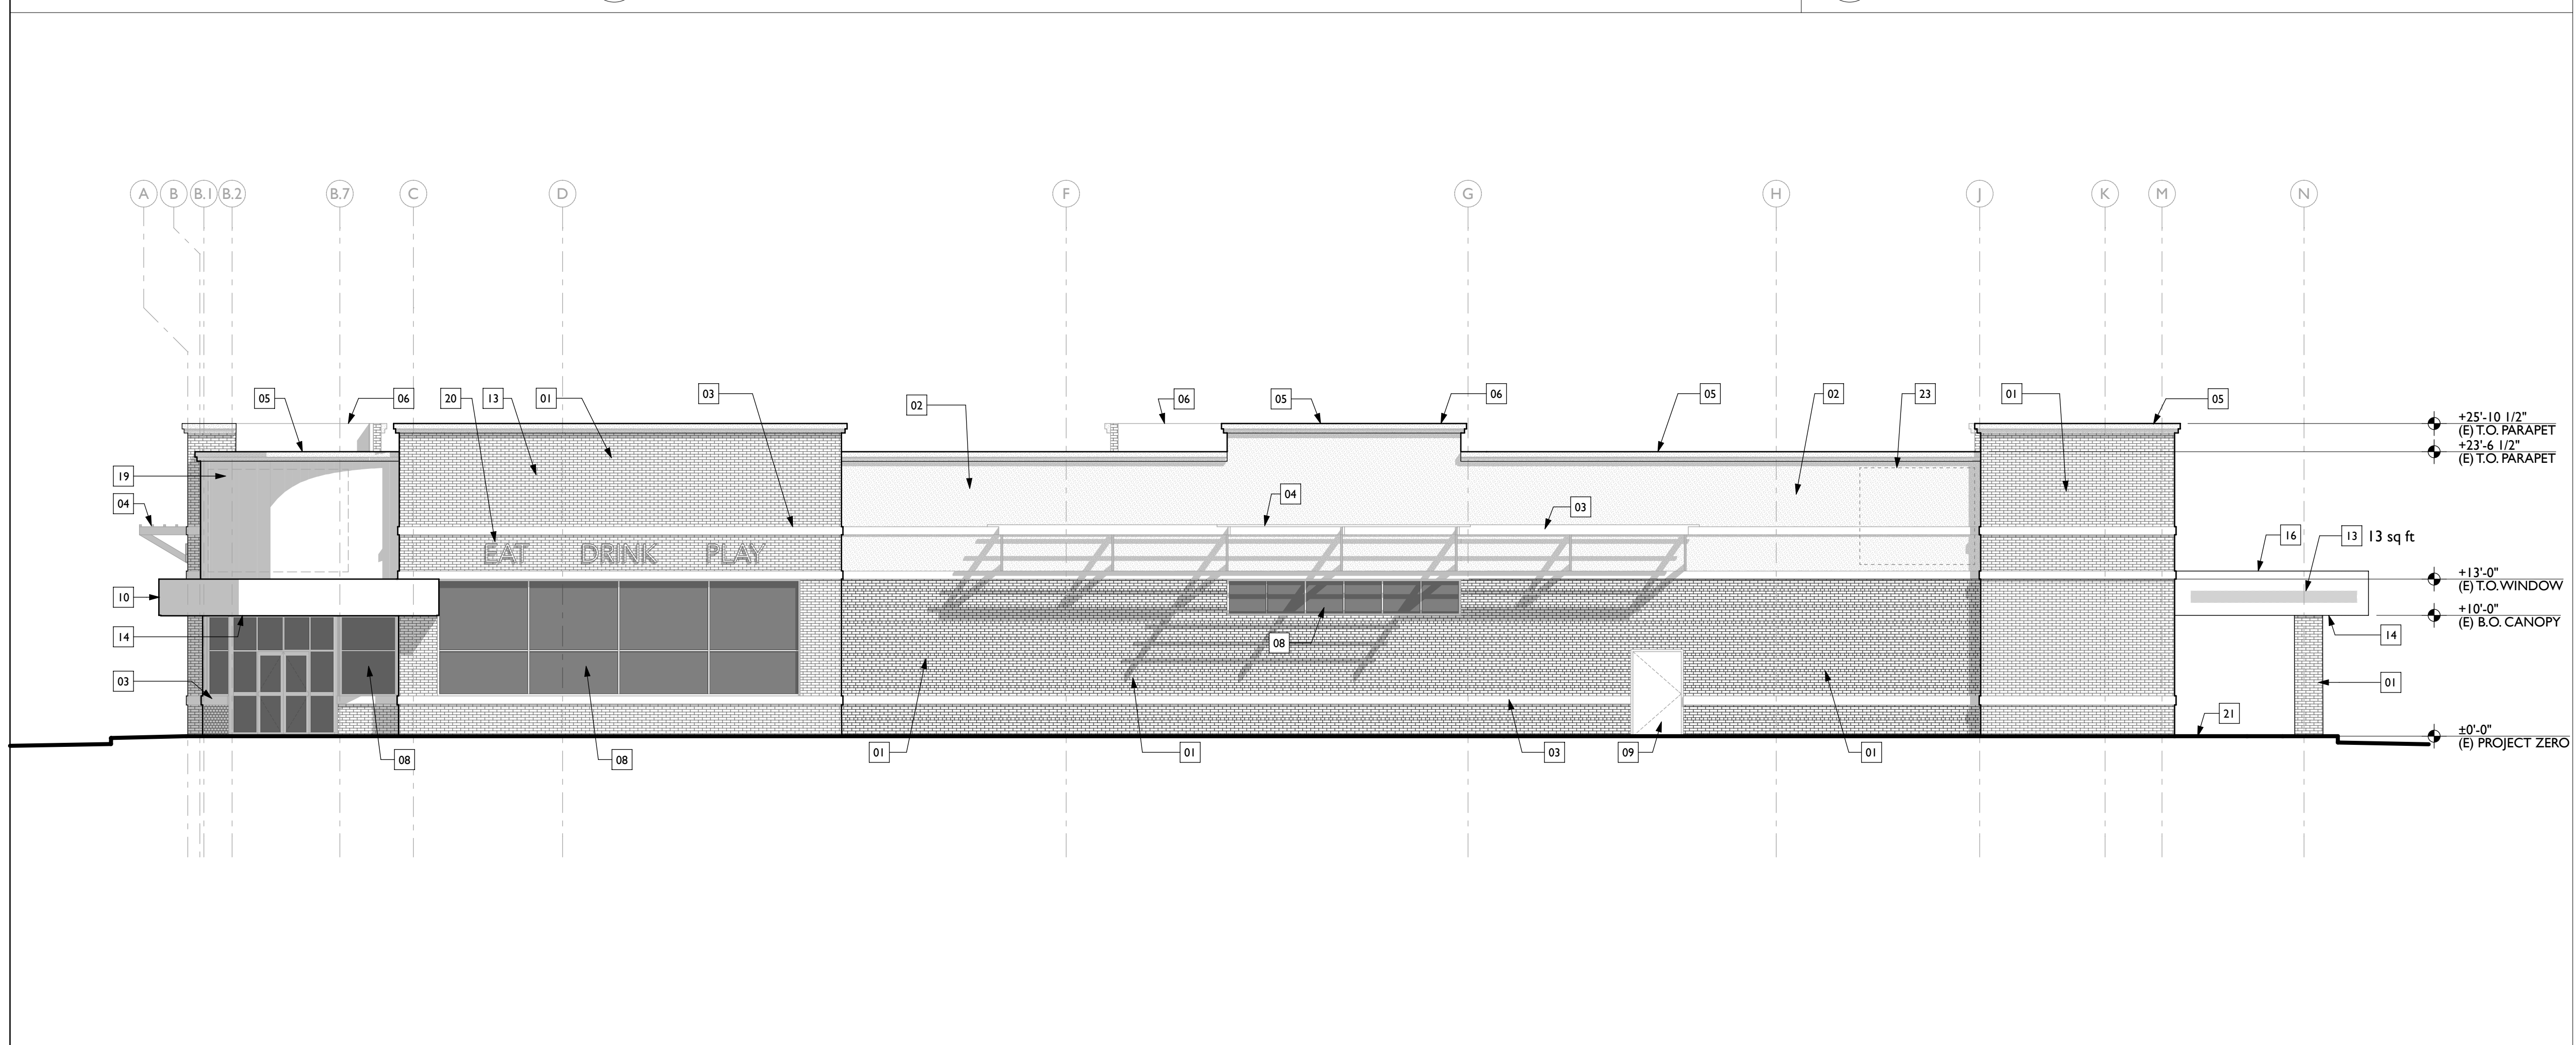 A B B.1 B.2 B.7 C D F G H J K M N
05 06 20 13 01 03 02 06 05 06 05 02 23 01 05
+25'-10 1/2"
(E) T.O. PARAPET
+23'-6 1/2"
(E) T.O. PARAPET
19
04 04 03
16 13 13 sq ft
EAT DRINK PLAY
+13'-0"
(E) T.O. WINDOW
10
+10'-0"
(E) B.O. CANOPY
14 08 14
03 01
21
±0'-0"
(E) PROJECT ZERO
08 08 01 01 03 09 01